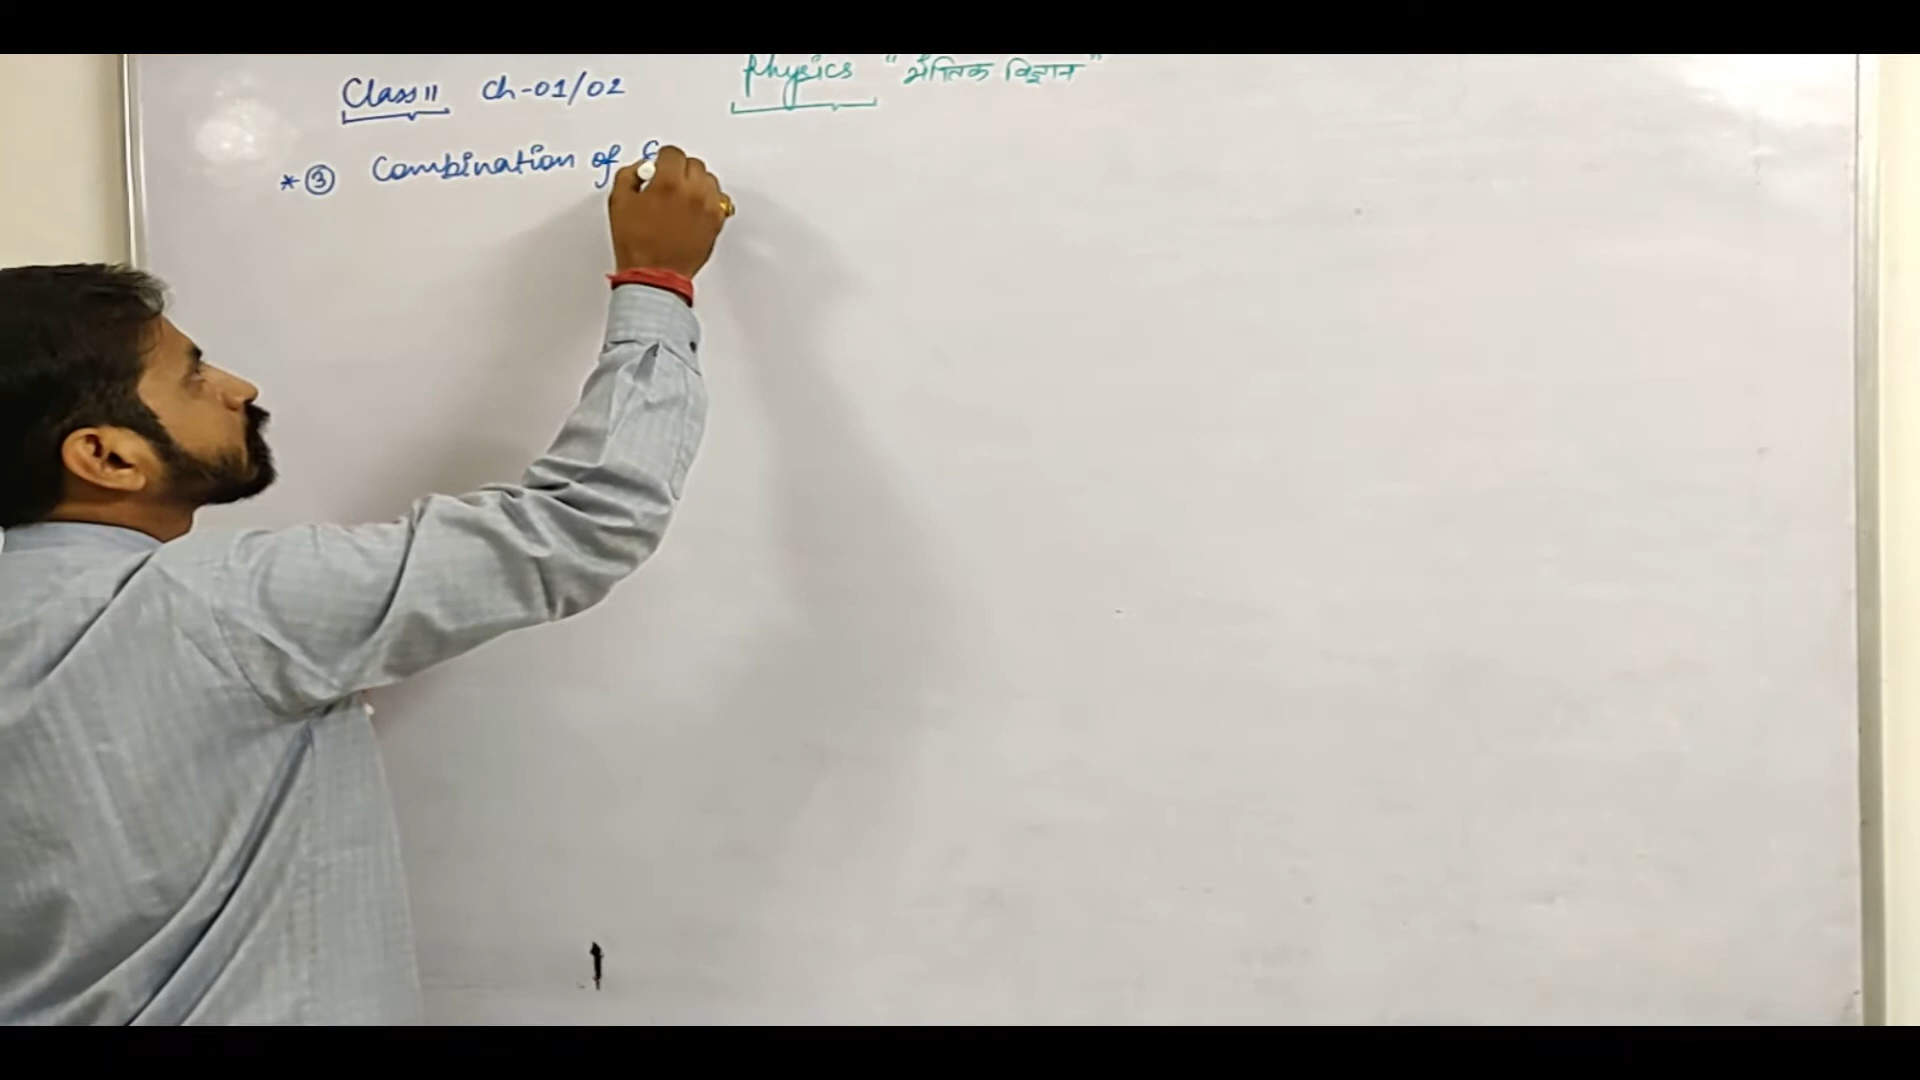 Class 11 Ch-01/02 Physics "भौतिक विज्ञान"
*③ Combination of